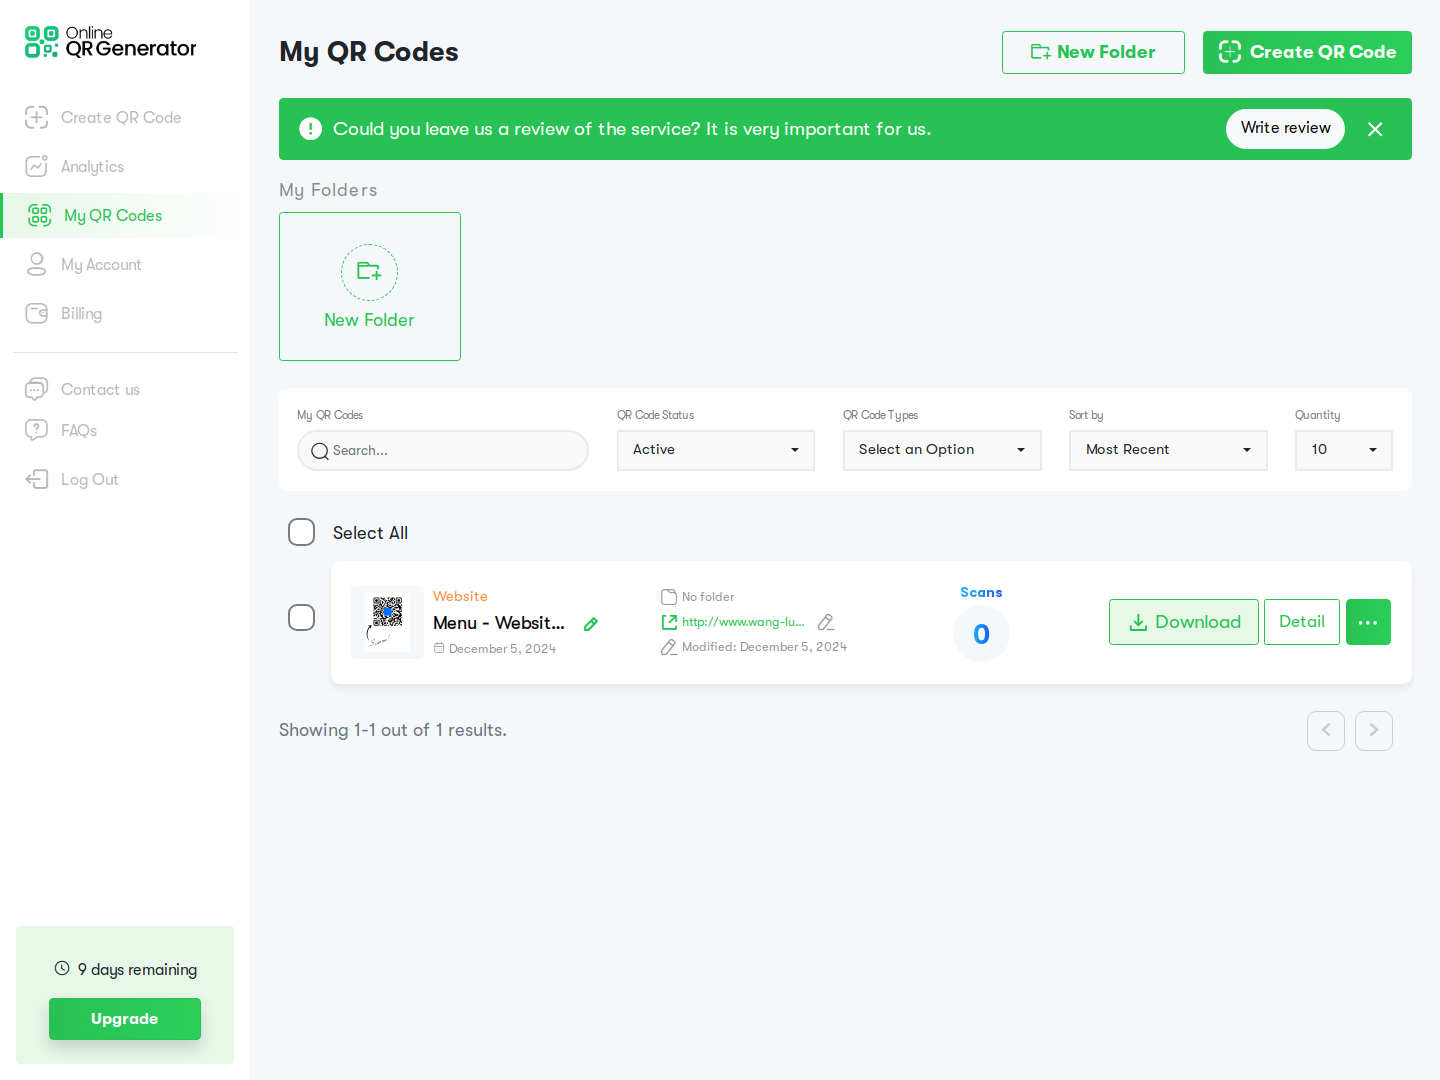 Online
QR Generator
Create QR Code
Analytics
My QR Codes
My Account
Billing
Contact us
FAQs
Log Out
9 days remaining
Upgrade
My QR Codes
New Folder
Create QR Code
Could you leave us a review of the service? It is very important for us.
Write review
My Folders
New Folder
My QR Codes
QR Code Status
QR Code Types
Sort by
Quantity
Search...
Active
Select an Option
Most Recent
10
Select All
Website
Menu - Websit...
December 5, 2024
No folder
http://www.wang-lu...
Modified: December 5, 2024
Scans
0
Download
Detail
Showing 1-1 out of 1 results.